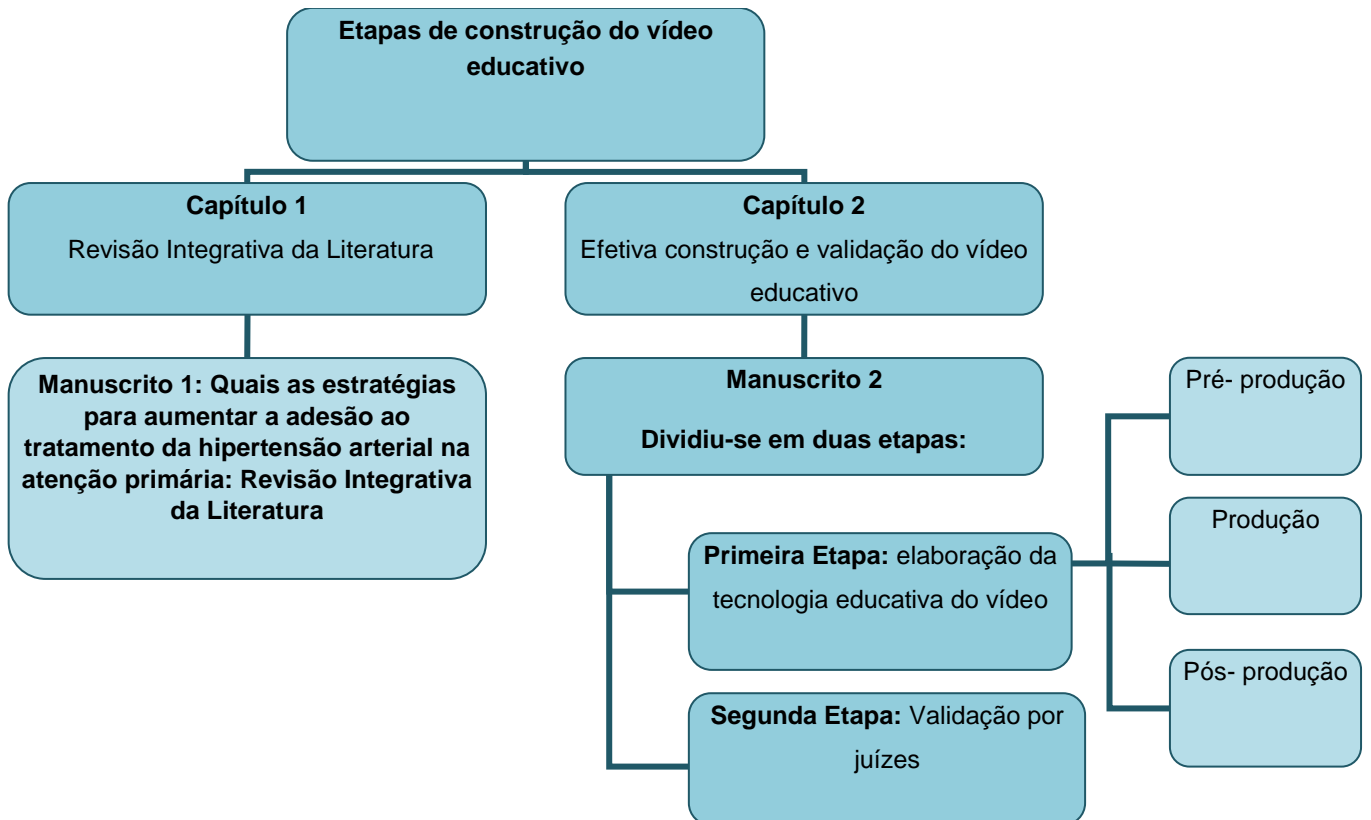 Etapas de construção do vídeo
educativo
Capítulo 1
Revisão Integrativa da Literatura
Capítulo 2
Efetiva construção e validação do vídeo
educativo
Manuscrito 1: Quais as estratégias
para aumentar a adesão ao
tratamento da hipertensão arterial na
atenção primária: Revisão Integrativa
da Literatura
Manuscrito 2
Dividiu-se em duas etapas:
Primeira Etapa: elaboração da
tecnologia educativa do vídeo
Pré- produção
Produção
Pós- produção
Segunda Etapa: Validação por
juízes